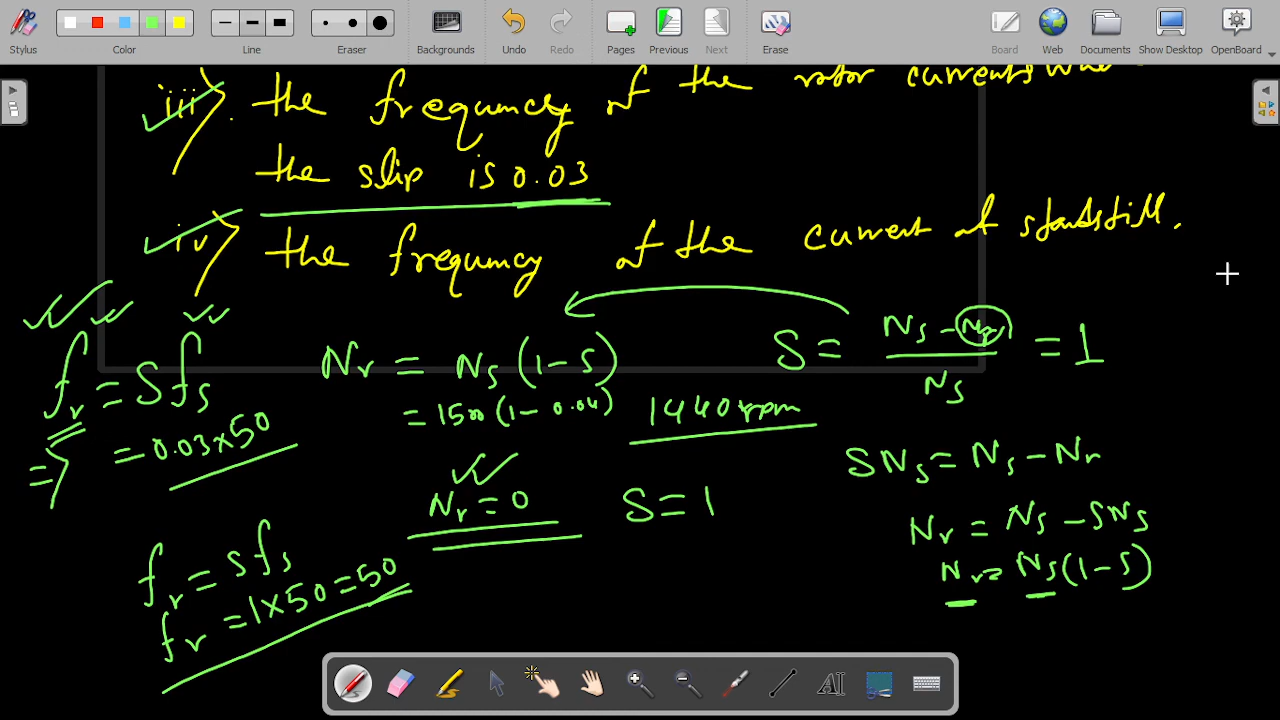 Stylus Color Line Eraser Backgrounds Undo Redo Pages Previous Next Erase Board Web Documents Show Desktop OpenBoard
iii) the frequency of the rotor currents when
the slip is 0.03
iv) the frequency of the current at standstill.
fr = Sfs
= 0.03×50
=>
Nr = Ns (1-S)
= 1500 (1-0.04) 1440 rpm
S = Ns - Nr / Ns = 1
Nr = 0 S = 1
SNs = Ns - Nr
Nr = Ns - SNs
Nr = Ns (1-S)
fr = Sfs
fr = 1×50 = 50
AI